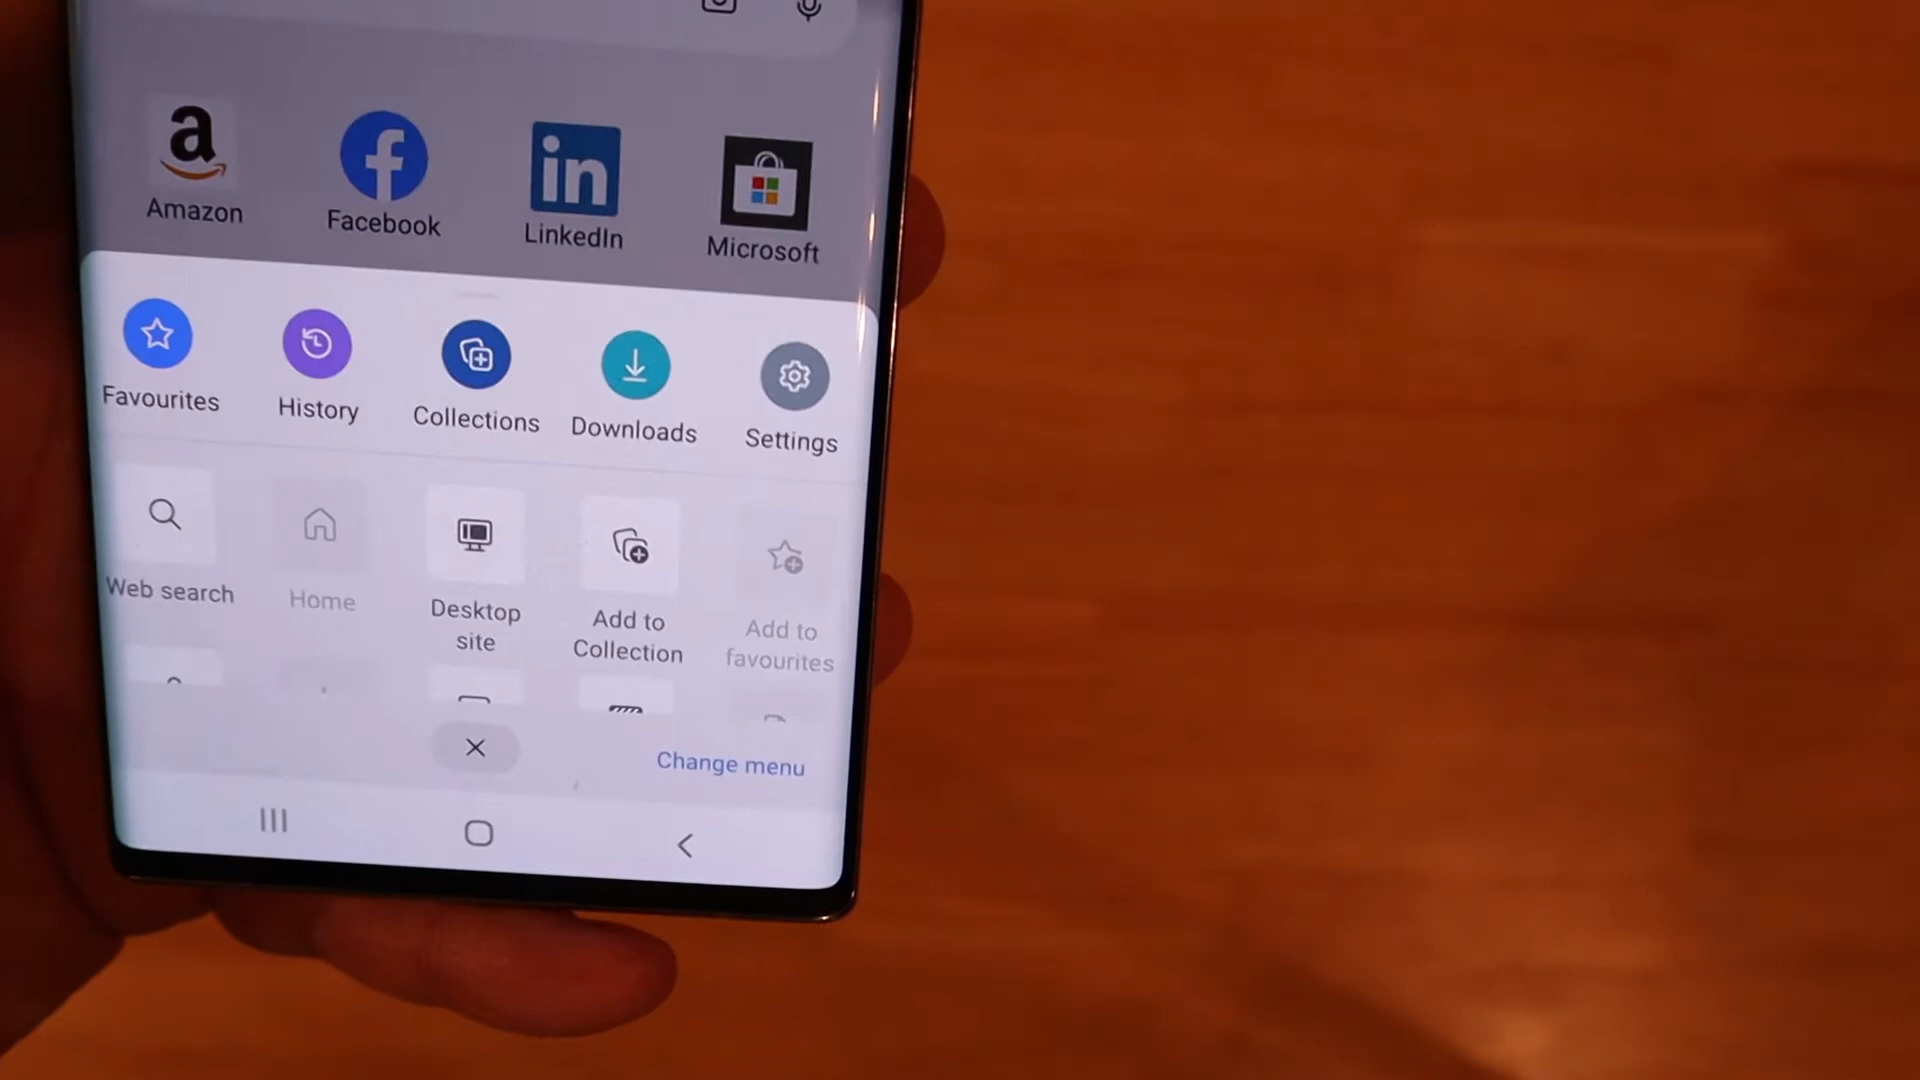 Amazon
Facebook
LinkedIn
Microsoft
Favourites
History
Collections
Downloads
Settings
Web search
Home
Desktop
site
Add to
Collection
Add to
favourites
Change menu